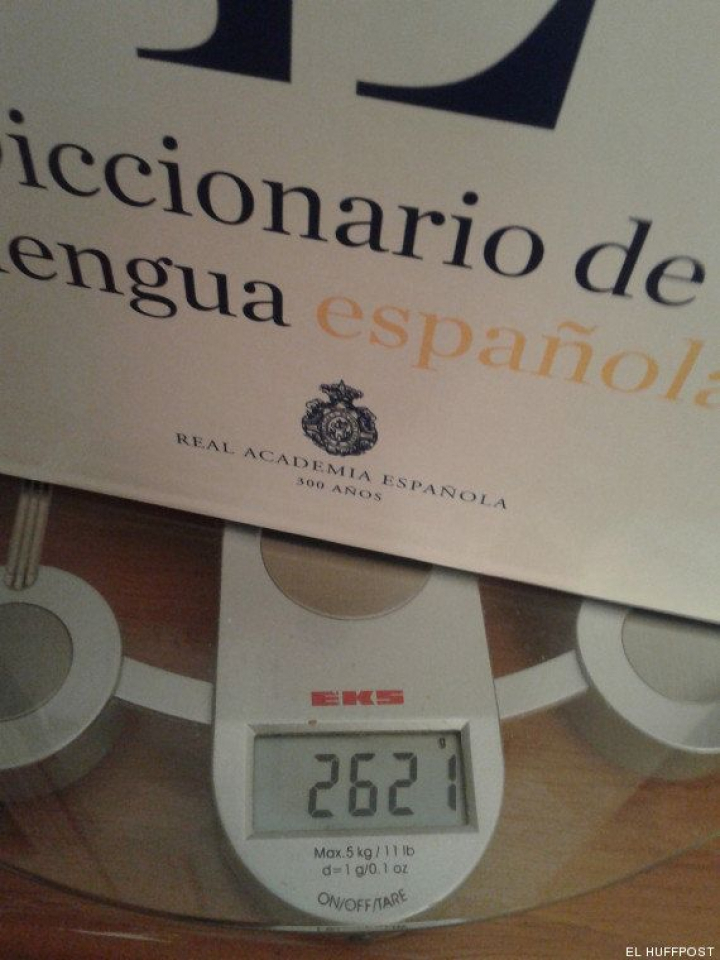 iccionario de
engua española
REAL ACADEMIA ESPAÑOLA
300 AÑOS
EKS
g
2621
Max.5 kg/11 lb
d=1 g/0.1 oz
ON/OFF/TARE
EL HUFFPOST